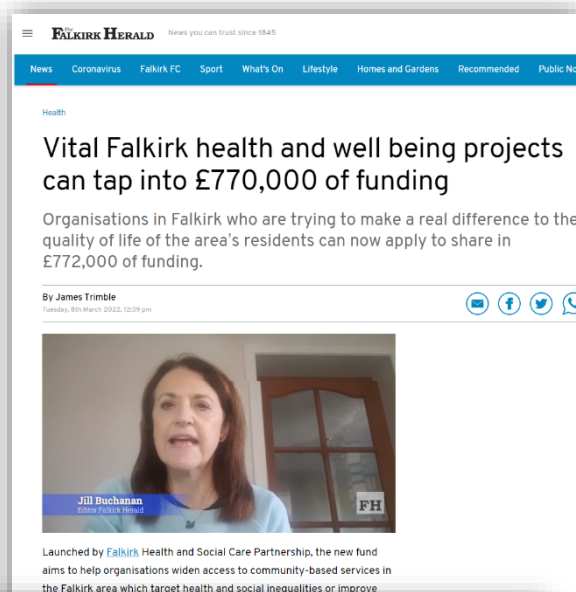 The
FALKIRK HERALD News you can trust since 1845
News Coronavirus Falkirk FC Sport What's On Lifestyle Homes and Gardens Recommended Public No
Health
Vital Falkirk health and well being projects
can tap into £770,000 of funding
Organisations in Falkirk who are trying to make a real difference to the
quality of life of the area's residents can now apply to share in
£772,000 of funding.
By James Trimble
Tuesday, 8th March 2022, 12:39 pm
Jill Buchanan
Editor Falkirk Herald
FH
Launched by Falkirk Health and Social Care Partnership, the new fund
aims to help organisations widen access to community-based services in
the Falkirk area which target health and social inequalities or improve